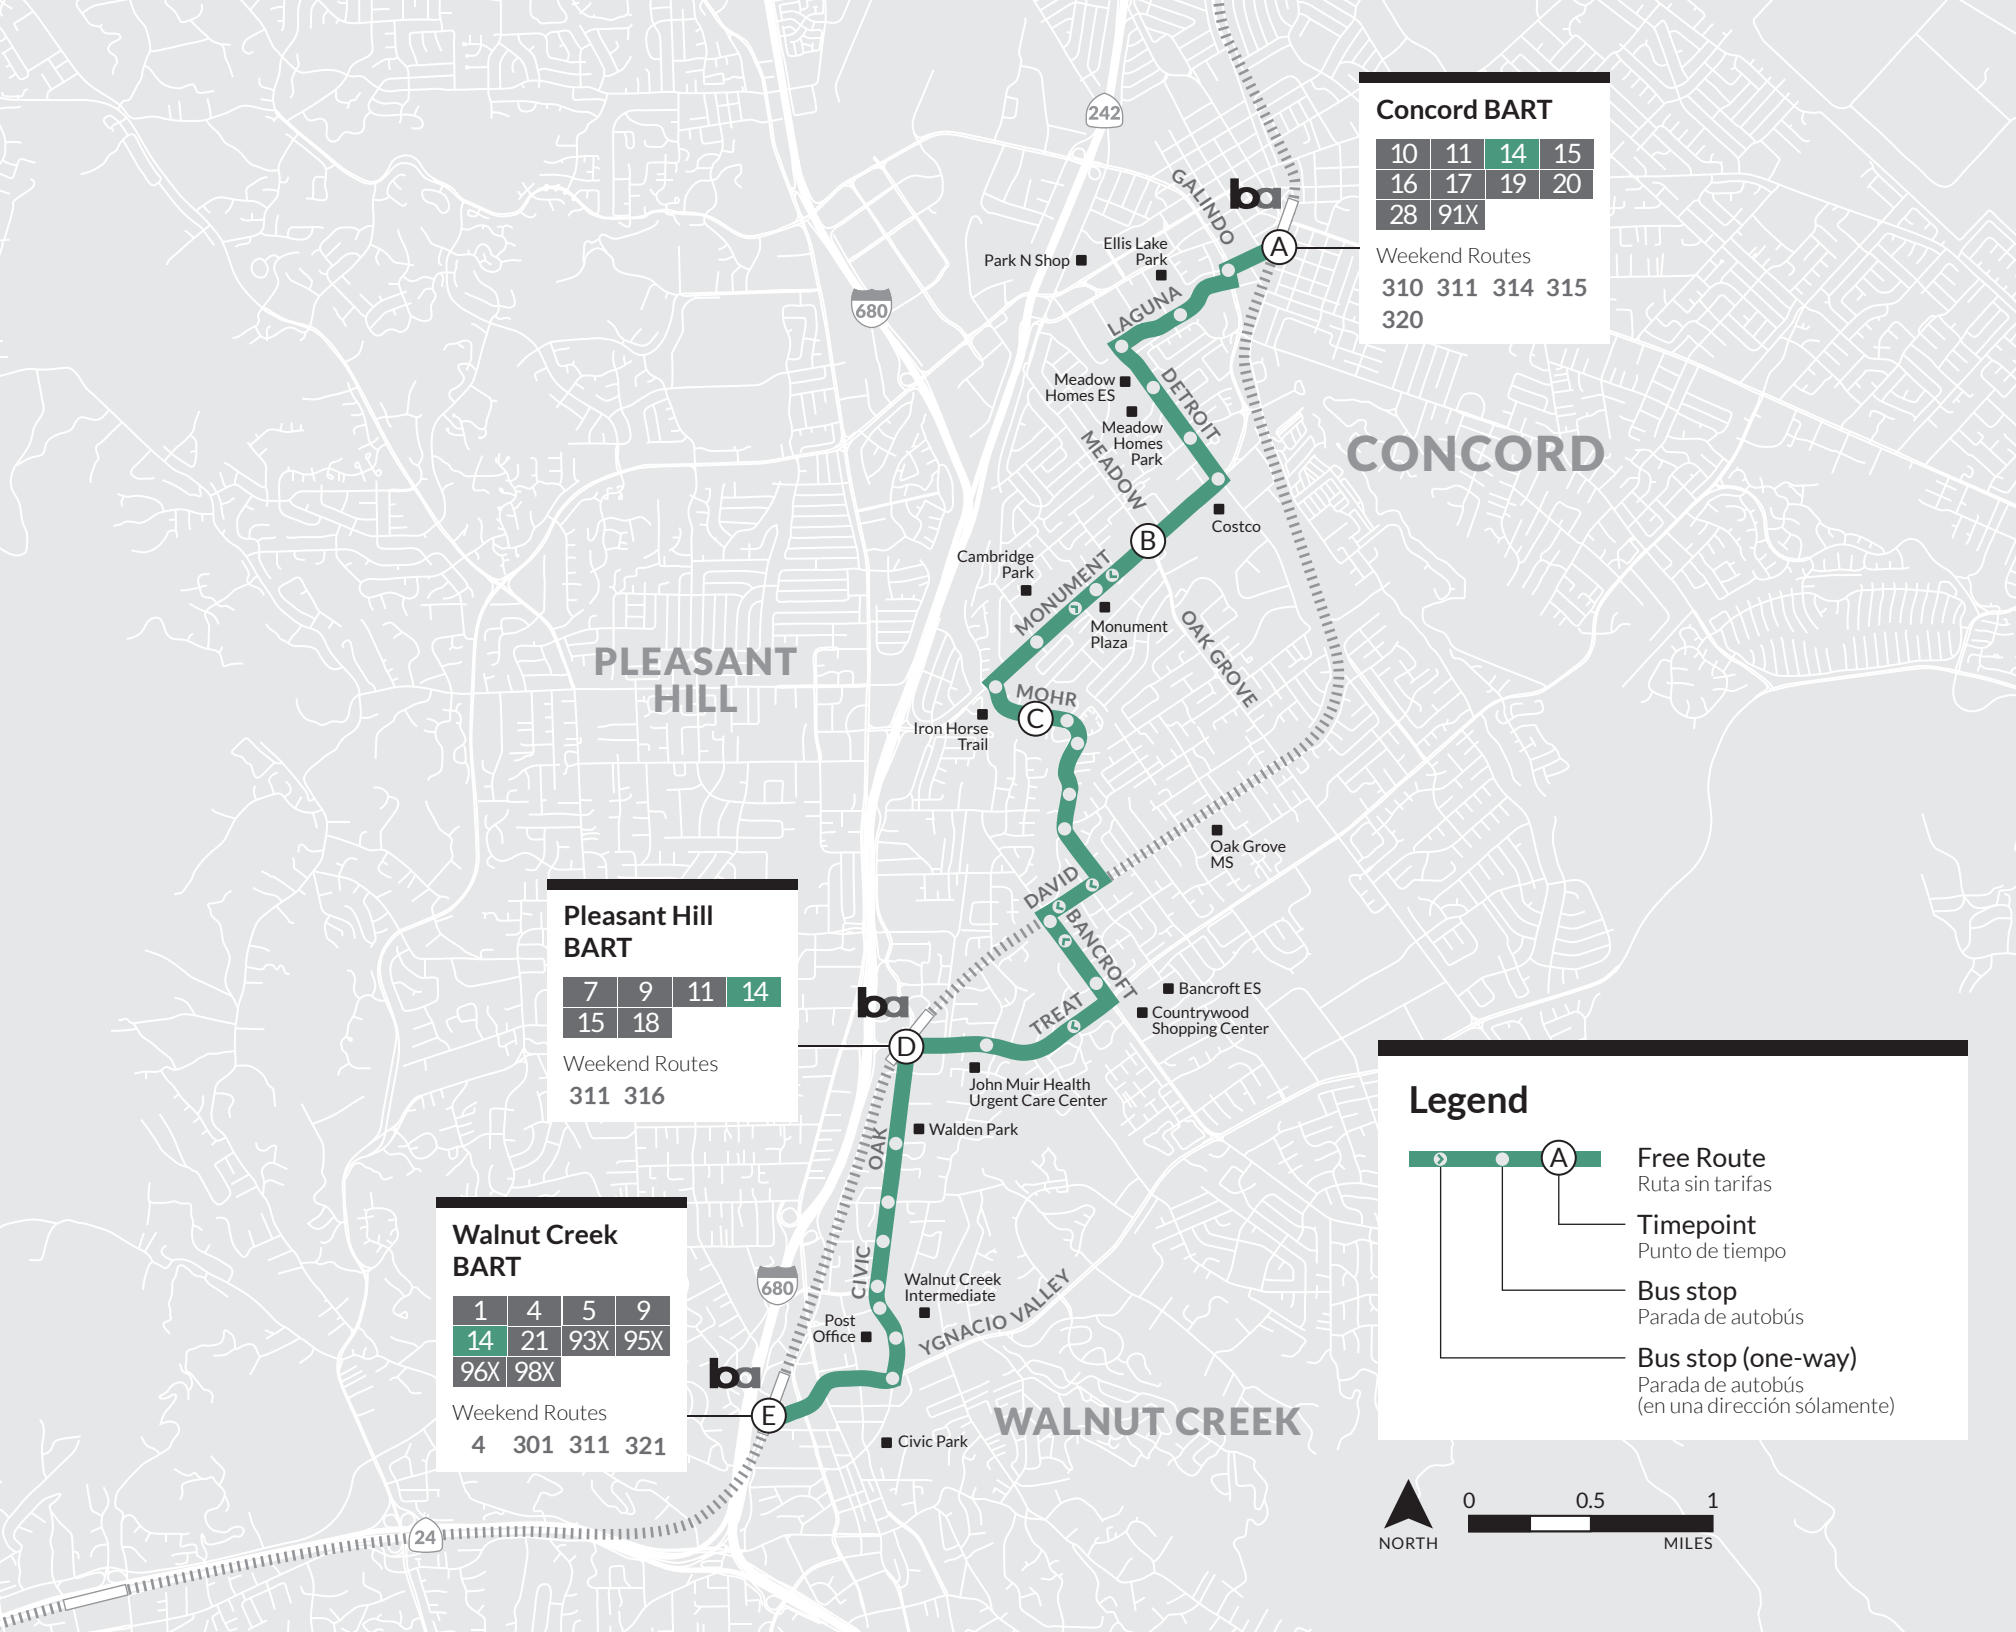 242
Concord BART
10 11 14 15
16 17 19 20
28 91X
Weekend Routes
310 311 314 315
320
GALINDO
ba
A
Ellis Lake
Park
Park N Shop
680
LAGUNA
Meadow
Homes ES
DETROIT
Meadow
Homes
Park
MEADOW
CONCORD
Costco
B
Cambridge
Park
MONUMENT
Monument
Plaza
OAK GROVE
PLEASANT
HILL
MOHR
C
Iron Horse
Trail
Oak Grove
MS
DAVID
BANCROFT
Pleasant Hill
BART
7 9 11 14
15 18
Weekend Routes
311 316
ba
D
TREAT
Bancroft ES
Countrywood
Shopping Center
John Muir Health
Urgent Care Center
Walden Park
OAK
Walnut Creek
BART
1 4 5 9
14 21 93X 95X
96X 98X
Weekend Routes
4 301 311 321
680
CIVIC
Walnut Creek
Intermediate
Post
Office
YGNACIO VALLEY
ba
E
Civic Park
WALNUT CREEK
24
Legend
A
Free Route
Ruta sin tarifas
Timepoint
Punto de tiempo
Bus stop
Parada de autobús
Bus stop (one-way)
Parada de autobús
(en una dirección sólamente)
0 0.5 1
NORTH
MILES